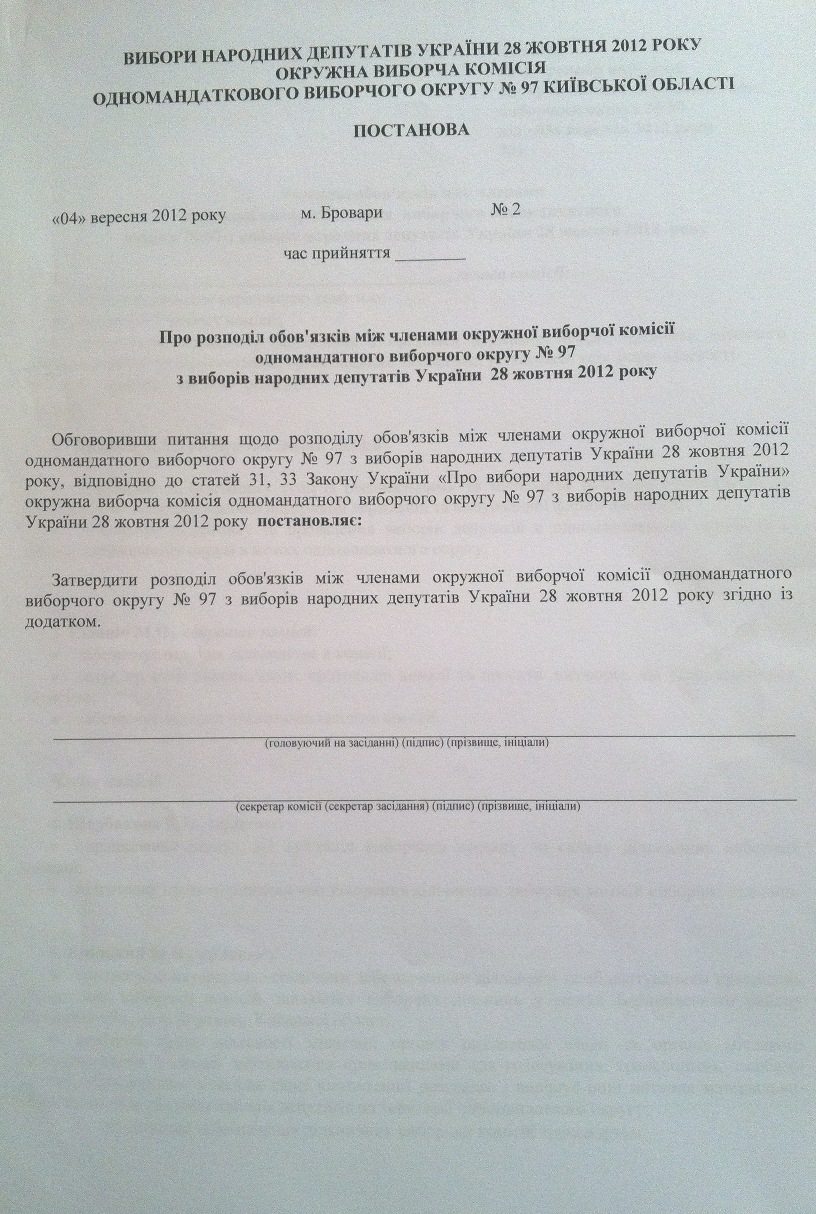 ВИБОРИ НАРОДНИХ ДЕПУТАТІВ УКРАЇНИ 28 ЖОВТНЯ 2012 РОКУ
ОКРУЖНА ВИБОРЧА КОМІСІЯ
ОДНОМАНДАТКОВОГО ВИБОРЧОГО ОКРУГУ № 97 КИЇВСЬКОЇ ОБЛАСТІ
ПОСТАНОВА
«04» вересня 2012 року м. Бровари № 2
час прийняття ________
Про розподіл обов'язків між членами окружної виборчої комісії
одномандатного виборчого округу № 97
з виборів народних депутатів України 28 жовтня 2012 року
Обговоривши питання щодо розподілу обов'язків між членами окружної виборчої комісії
одномандатного виборчого округу № 97 з виборів народних депутатів України 28 жовтня 2012
року, відповідно до статей 31, 33 Закону України «Про вибори народних депутатів України»
окружна виборча комісія одномандатного виборчого округу № 97 з виборів народних депутатів
України 28 жовтня 2012 року постановляє:
Затвердити розподіл обов'язків між членами окружної виборчої комісії одномандатного
виборчого округу № 97 з виборів народних депутатів України 28 жовтня 2012 року згідно із
додатком.
(головуючий на засіданні) (підпис) (прізвище, ініціали)
(секретар комісії (секретар засідання) (підпис) (прізвище, ініціали)